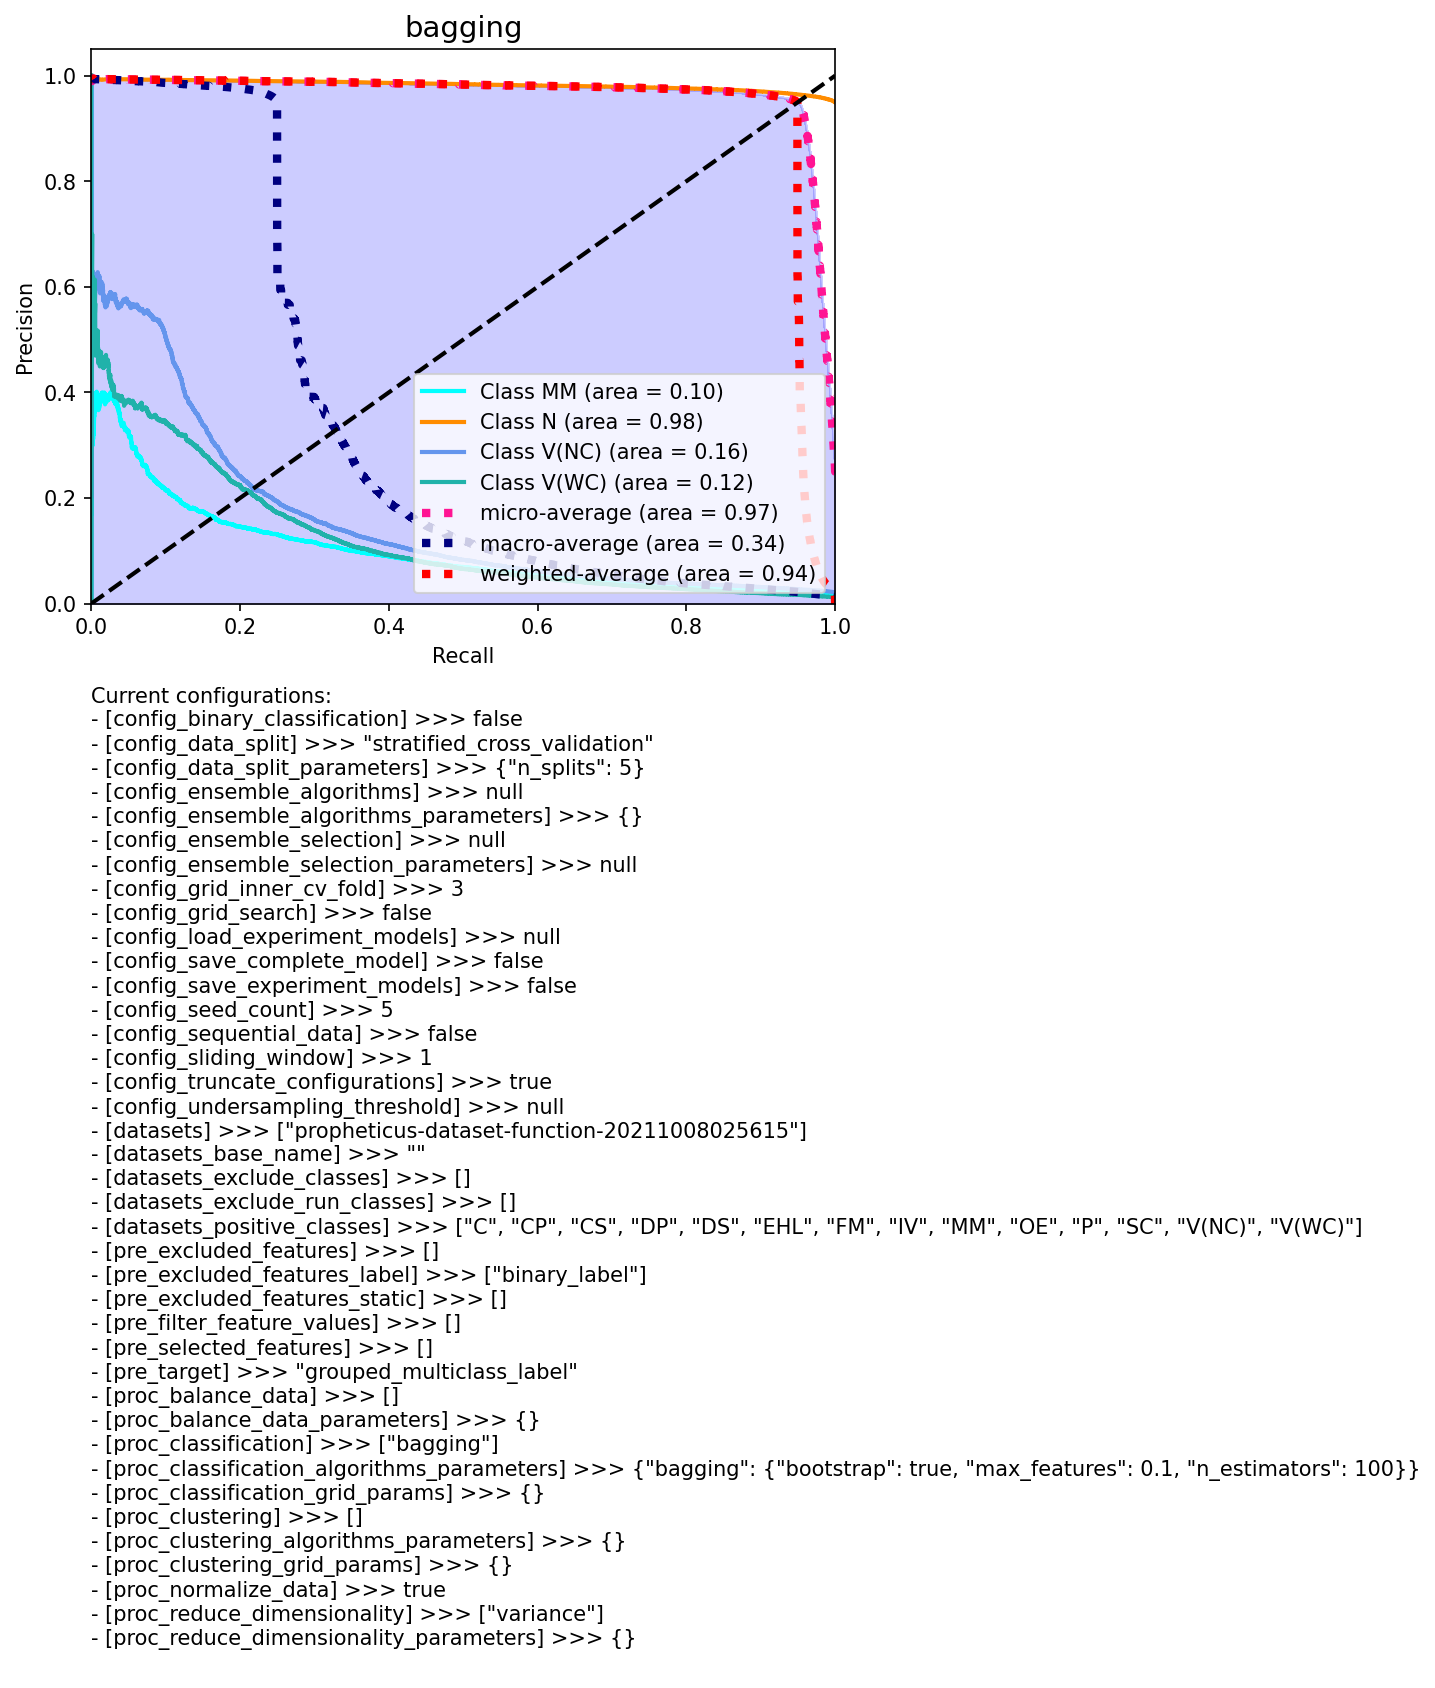 bagging
1.0
0.8
0.6
0.4
0.2
0.0
Precision
Class MM (area = 0.10)
Class N (area = 0.98)
Class V(NC) (area = 0.16)
Class V(WC) (area = 0.12)
micro-average (area = 0.97)
macro-average (area = 0.34)
weighted-average (area = 0.94)
0.0 0.2 0.4 0.6 0.8 1.0
Recall
Current configurations:
- [config_binary_classification] >>> false
- [config_data_split] >>> "stratified_cross_validation"
- [config_data_split_parameters] >>> {"n_splits": 5}
- [config_ensemble_algorithms] >>> null
- [config_ensemble_algorithms_parameters] >>> {}
- [config_ensemble_selection] >>> null
- [config_ensemble_selection_parameters] >>> null
- [config_grid_inner_cv_fold] >>> 3
- [config_grid_search] >>> false
- [config_load_experiment_models] >>> null
- [config_save_complete_model] >>> false
- [config_save_experiment_models] >>> false
- [config_seed_count] >>> 5
- [config_sequential_data] >>> false
- [config_sliding_window] >>> 1
- [config_truncate_configurations] >>> true
- [config_undersampling_threshold] >>> null
- [datasets] >>> ["propheticus-dataset-function-20211008025615"]
- [datasets_base_name] >>> ""
- [datasets_exclude_classes] >>> []
- [datasets_exclude_run_classes] >>> []
- [datasets_positive_classes] >>> ["C", "CP", "CS", "DP", "DS", "EHL", "FM", "IV", "MM", "OE", "P", "SC", "V(NC)", "V(WC)"]
- [pre_excluded_features] >>> []
- [pre_excluded_features_label] >>> ["binary_label"]
- [pre_excluded_features_static] >>> []
- [pre_filter_feature_values] >>> []
- [pre_selected_features] >>> []
- [pre_target] >>> "grouped_multiclass_label"
- [proc_balance_data] >>> []
- [proc_balance_data_parameters] >>> {}
- [proc_classification] >>> ["bagging"]
- [proc_classification_algorithms_parameters] >>> {"bagging": {"bootstrap": true, "max_features": 0.1, "n_estimators": 100}}
- [proc_classification_grid_params] >>> {}
- [proc_clustering] >>> []
- [proc_clustering_algorithms_parameters] >>> {}
- [proc_clustering_grid_params] >>> {}
- [proc_normalize_data] >>> true
- [proc_reduce_dimensionality] >>> ["variance"]
- [proc_reduce_dimensionality_parameters] >>> {}